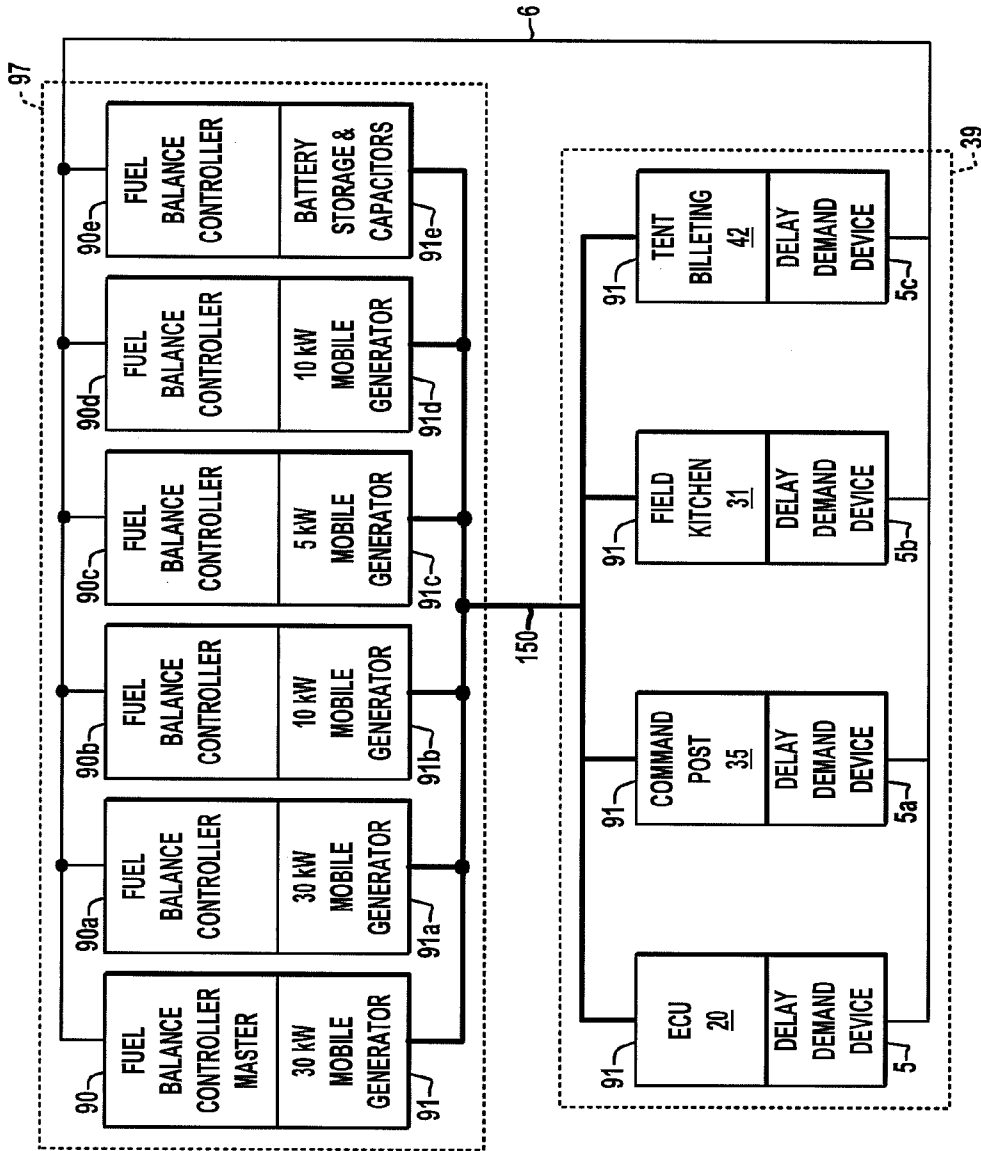 97
90
FUEL
BALANCE
CONTROLLER
MASTER
30 kW
MOBILE
GENERATOR
91
90a
FUEL
BALANCE
CONTROLLER
30 kW
MOBILE
GENERATOR
91a
90b
FUEL
BALANCE
CONTROLLER
10 kW
MOBILE
GENERATOR
91b
90c
FUEL
BALANCE
CONTROLLER
5 kW
MOBILE
GENERATOR
91c
90d
FUEL
BALANCE
CONTROLLER
10 kW
MOBILE
GENERATOR
91d
90e
FUEL
BALANCE
CONTROLLER
BATTERY
STORAGE &
CAPACITORS
91e
6
150
91
ECU
20
DELAY
DEMAND
DEVICE
5
91
COMMAND
POST
35
DELAY
DEMAND
DEVICE
5a
91
FIELD
KITCHEN
31
DELAY
DEMAND
DEVICE
5b
91
TENT
BILLETING
42
DELAY
DEMAND
DEVICE
5c
39